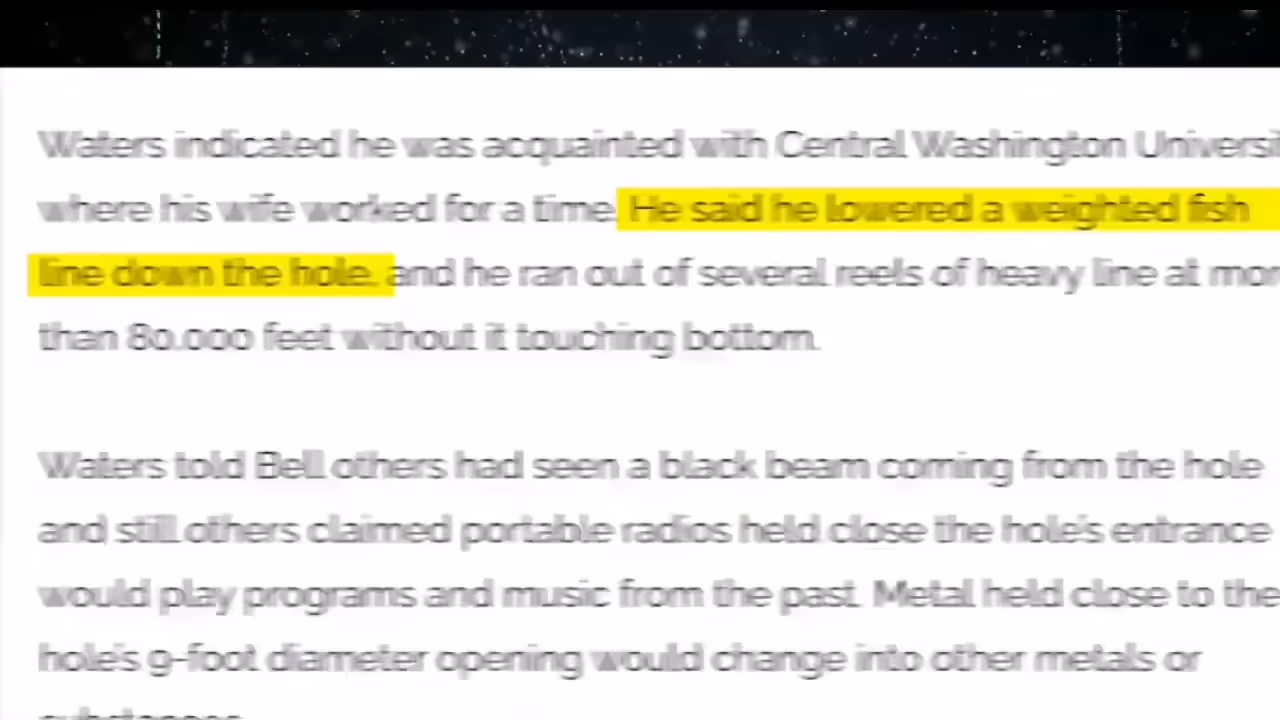 Waters indicated he was acquainted with Central Washington Universi
where his wife worked for a time. He said he lowered a weighted fish
line down the hole. and he ran out of several reels of heavy line at mor
than 80.000 feet without it touching bottom.
Waters told Bell others had seen a black beam coming from the hole
and still others claimed portable radios held close the hole's entrance
would play programs and music from the past. Metal held close to the
hole's 9-foot diameter opening would change into other metals or